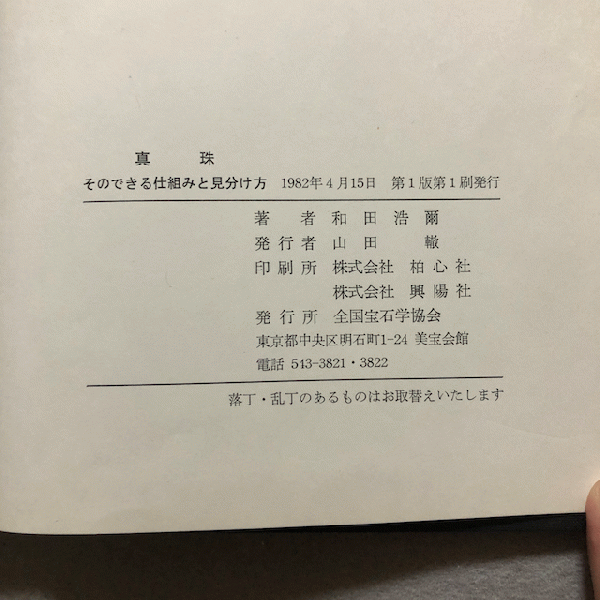 真 珠
そのできる仕組みと見分け方 1982年4月15日 第1版第1刷発行
著 者 和 田 浩 爾
発行者 山 田 轍
印刷所 株式会社 柏心社
株式会社 興陽社
発行所 全国宝石学協会
東京都中央区明石町1-24 美宝会館
電話 543-3821・3822
落丁・乱丁のあるものはお取替えいたします